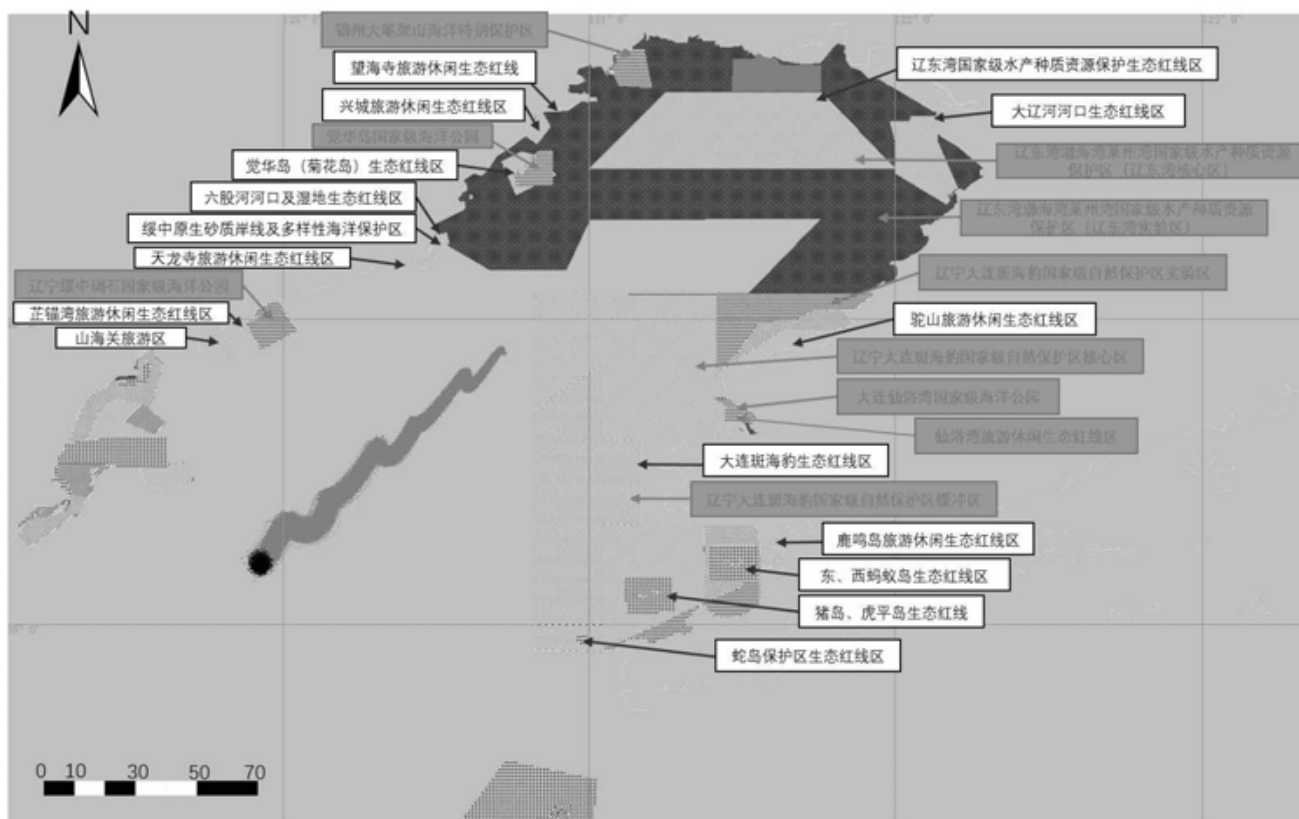 N
120° 0'
121° 0'
122° 0'
123° 0'
锦州大笔架山海洋特别保护区
望海寺旅游休闲生态红线
兴城旅游休闲生态红线区
觉华岛国家级海洋公园
觉华岛（菊花岛）生态红线区
六股河河口及湿地生态红线区
绥中原生砂质岸线及多样性海洋保护区
天龙寺旅游休闲生态红线区
辽宁绥中碣石国家级海洋公园
芷锚湾旅游休闲生态红线区
山海关旅游区
辽东湾国家级水产种质资源保护生态红线区
大辽河河口生态红线区
辽东湾渤海湾莱州湾国家级水产种质资源
保护区（辽东湾核心区）
辽东湾渤海湾莱州湾国家级水产种质资源
保护区（辽东湾实验区）
辽宁大连斑海豹国家级自然保护区实验区
驼山旅游休闲生态红线区
辽宁大连斑海豹国家级自然保护区核心区
大连仙浴湾国家级海洋公园
仙浴湾旅游休闲生态红线区
大连斑海豹生态红线区
辽宁大连斑海豹国家级自然保护区缓冲区
鹿鸣岛旅游休闲生态红线区
东、西蚂蚁岛生态红线区
猪岛、虎平岛生态红线
蛇岛保护区生态红线区
39° 0'
0 10 30 50 70